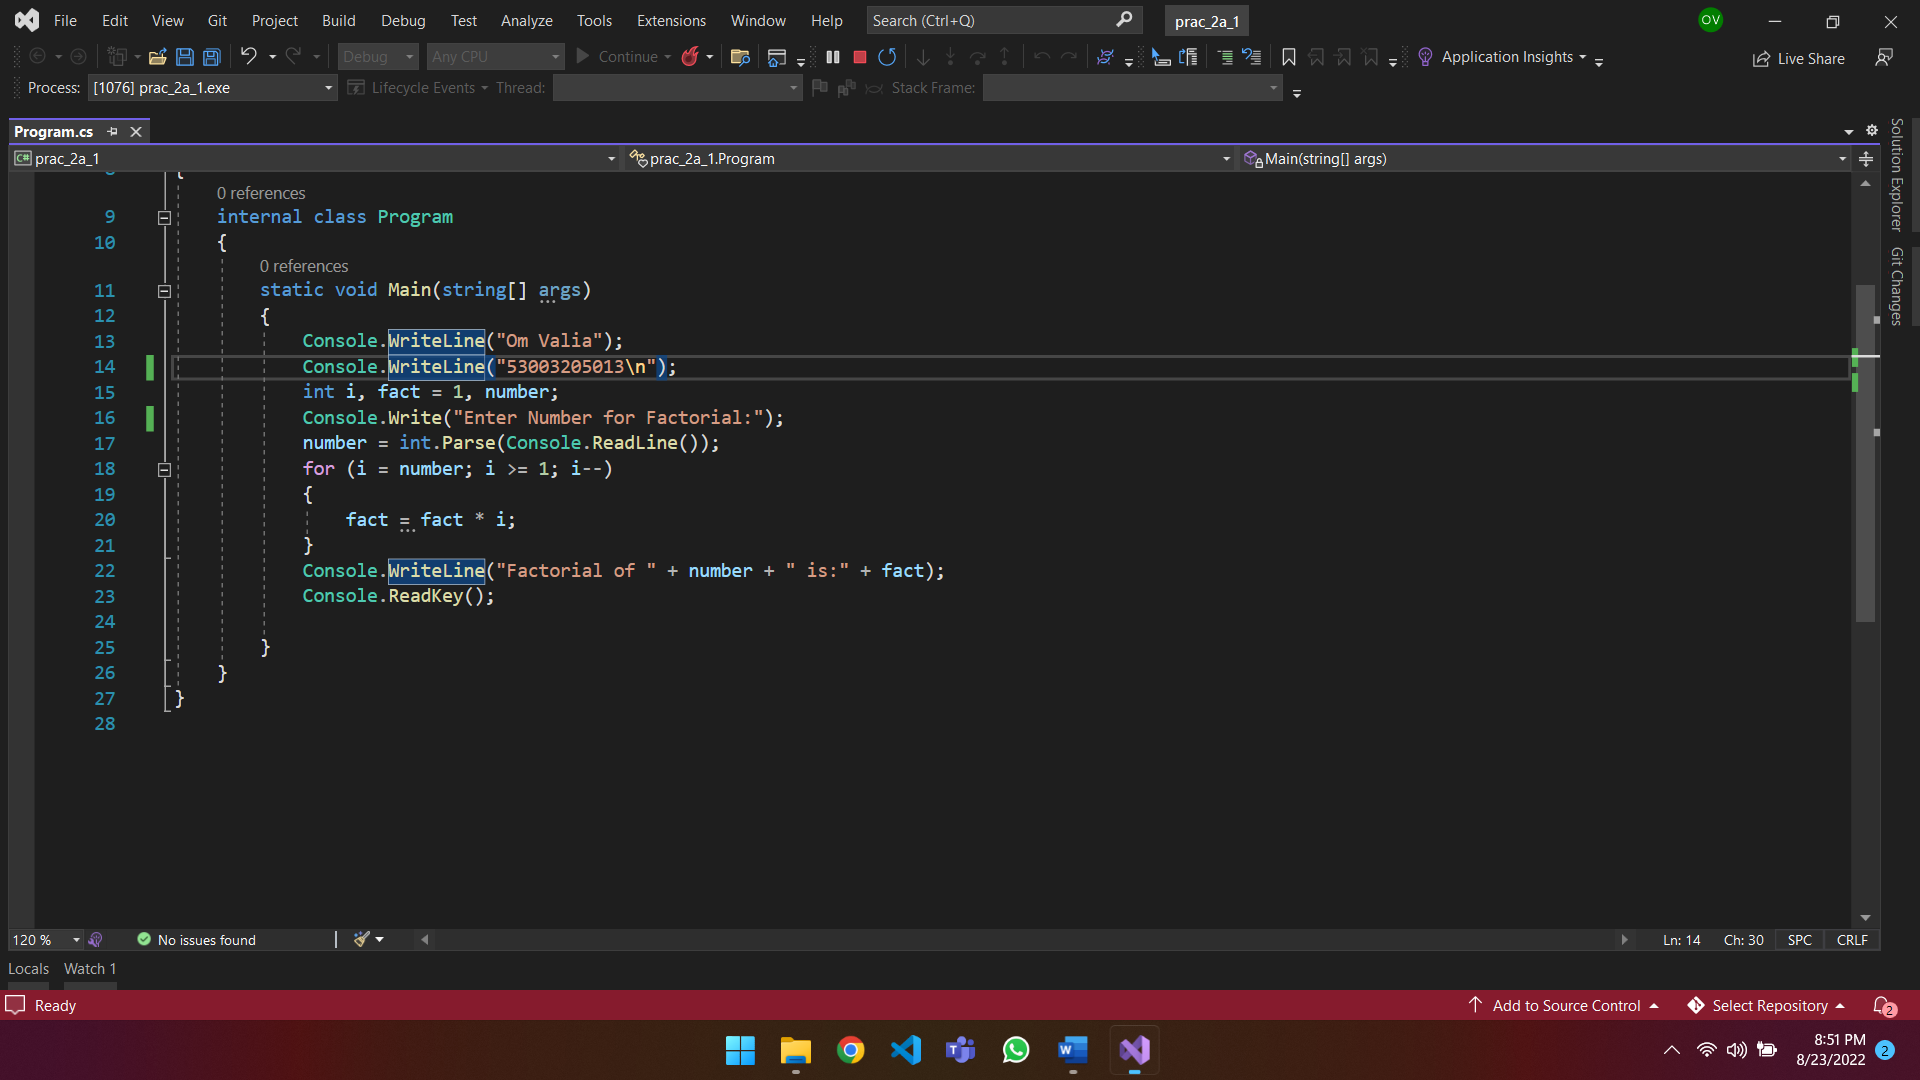 File Edit View Git Project Build Debug Test Analyze Tools Extensions Window Help Search (Ctrl+Q) prac_2a_1 OV
Debug Any CPU Continue Application Insights Live Share
Process: [1076] prac_2a_1.exe Lifecycle Events Thread: Stack Frame:
Program.cs
C# prac_2a_1 prac_2a_1.Program Main(string[] args)
Solution Explorer
Git Changes
{
0 references
9 internal class Program
10 {
0 references
11 static void Main(string[] args)
12 {
13 Console.WriteLine("Om Valia");
14 Console.WriteLine("53003205013\n");
15 int i, fact = 1, number;
16 Console.Write("Enter Number for Factorial:");
17 number = int.Parse(Console.ReadLine());
18 for (i = number; i >= 1; i--)
19 {
20 fact = fact * i;
21 }
22 Console.WriteLine("Factorial of " + number + " is:" + fact);
23 Console.ReadKey();
24
25 }
26 }
27 }
28
120 % No issues found Ln: 14 Ch: 30 SPC CRLF
Locals Watch 1
Ready Add to Source Control Select Repository 2
8:51 PM
8/23/2022 2